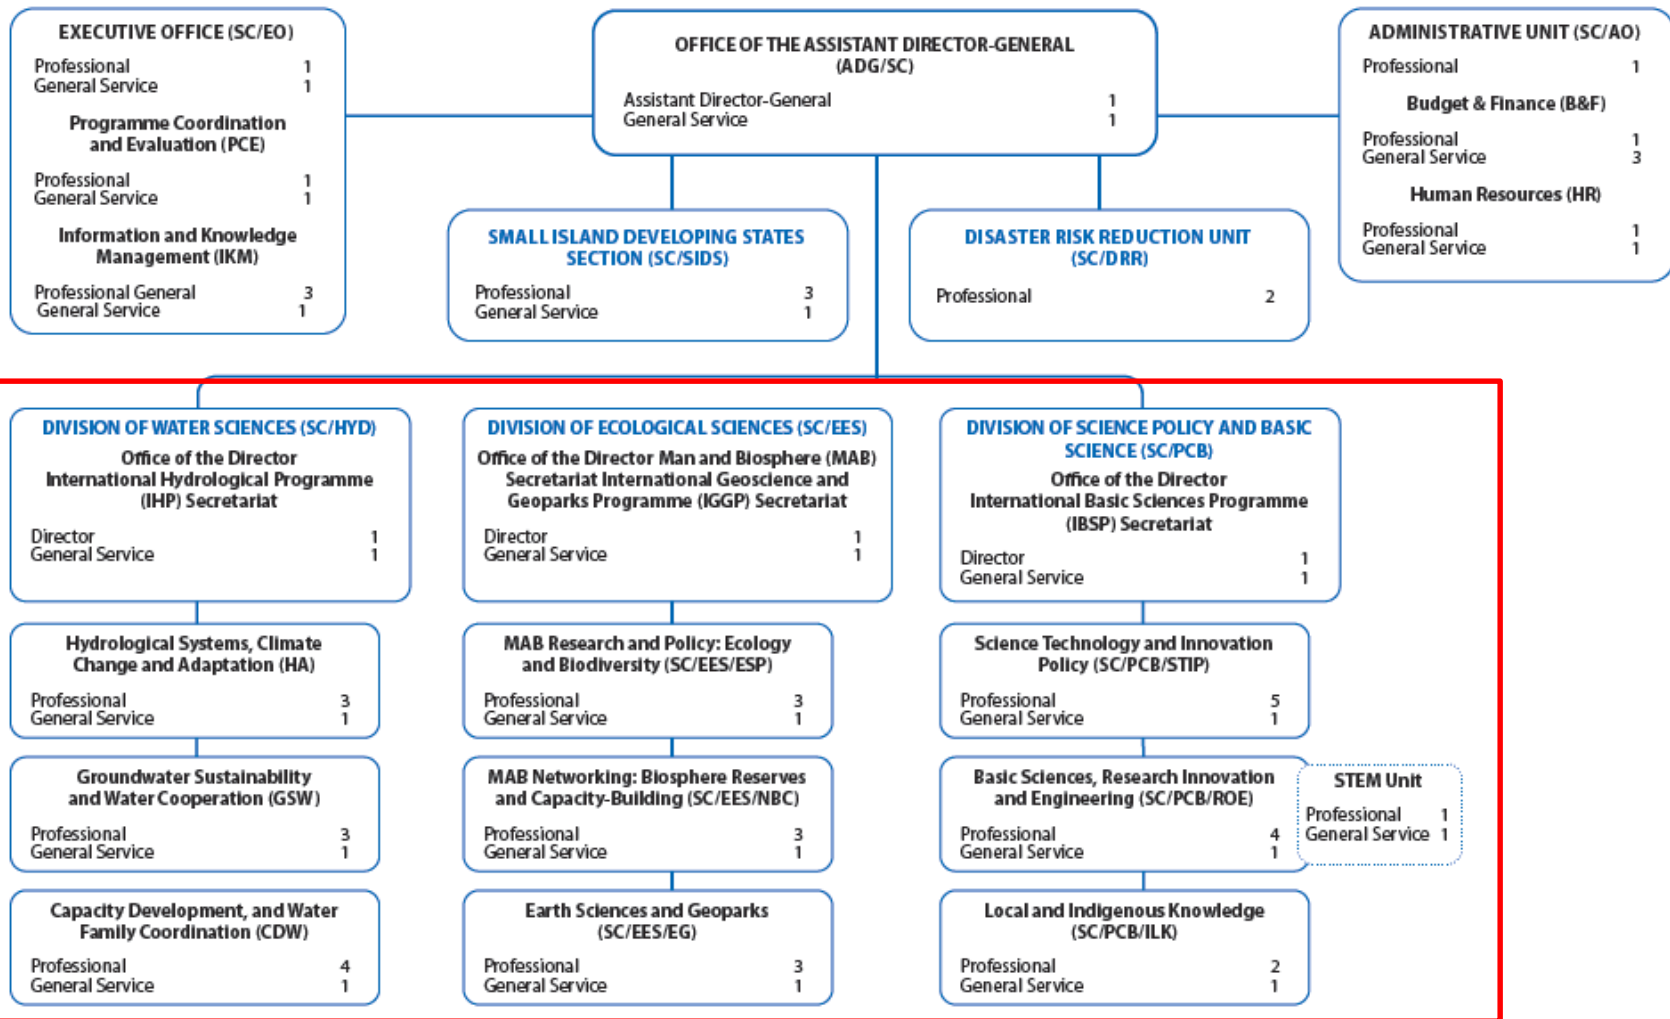 EXECUTIVE OFFICE (SC/EO)
Professional 1
General Service 1
Programme Coordination
and Evaluation (PCE)
Professional 1
General Service 1
Information and Knowledge
Management (IKM)
Professional General 3
General Service 1
OFFICE OF THE ASSISTANT DIRECTOR-GENERAL
(ADG/SC)
Assistant Director-General 1
General Service 1
ADMINISTRATIVE UNIT (SC/AO)
Professional 1
Budget & Finance (B&F)
Professional 1
General Service 3
Human Resources (HR)
Professional 1
General Service 1
SMALL ISLAND DEVELOPING STATES
SECTION (SC/SIDS)
Professional 3
General Service 1
DISASTER RISK REDUCTION UNIT
(SC/DRR)
Professional 2
DIVISION OF WATER SCIENCES (SC/HYD)
Office of the Director
International Hydrological Programme
(IHP) Secretariat
Director 1
General Service 1
Hydrological Systems, Climate
Change and Adaptation (HA)
Professional 3
General Service 1
Groundwater Sustainability
and Water Cooperation (GSW)
Professional 3
General Service 1
Capacity Development, and Water
Family Coordination (CDW)
Professional 4
General Service 1
DIVISION OF ECOLOGICAL SCIENCES (SC/EES)
Office of the Director Man and Biosphere (MAB)
Secretariat International Geoscience and
Geoparks Programme (IGGP) Secretariat
Director 1
General Service 1
MAB Research and Policy: Ecology
and Biodiversity (SC/EES/ESP)
Professional 3
General Service 1
MAB Networking: Biosphere Reserves
and Capacity-Building (SC/EES/NBC)
Professional 3
General Service 1
Earth Sciences and Geoparks
(SC/EES/EG)
Professional 3
General Service 1
DIVISION OF SCIENCE POLICY AND BASIC
SCIENCE (SC/PCB)
Office of the Director
International Basic Sciences Programme
(IBSP) Secretariat
Director 1
General Service 1
Science Technology and Innovation
Policy (SC/PCB/STIP)
Professional 5
General Service 1
Basic Sciences, Research Innovation
and Engineering (SC/PCB/ROE)
Professional 4
General Service 1
STEM Unit
Professional 1
General Service 1
Local and Indigenous Knowledge
(SC/PCB/ILK)
Professional 2
General Service 1